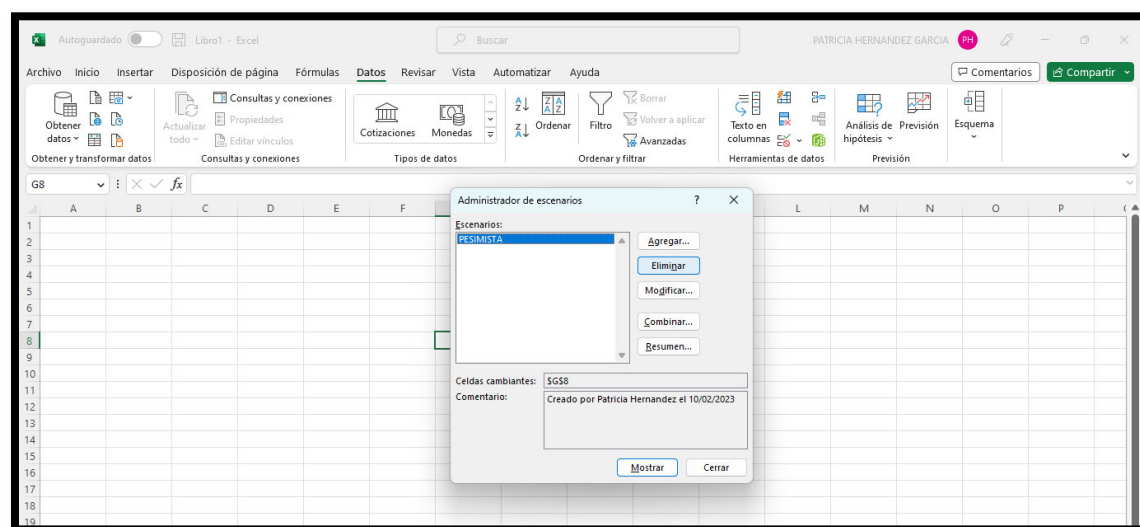 Autoguardado
Libro1 - Excel
Buscar
PATRICIA HERNANDEZ GARCIA
PH
Archivo Inicio Insertar Disposición de página Fórmulas Datos Revisar Vista Automatizar Ayuda
Comentarios
Compartir
Obtener datos
Obtener y transformar datos
Actualizar todo
Consultas y conexiones
Propiedades
Editar vínculos
Consultas y conexiones
Cotizaciones
Monedas
Tipos de datos
Ordenar
Filtro
Borrar
Volver a aplicar
Avanzadas
Ordenar y filtrar
Texto en columnas
Herramientas de datos
Análisis de hipótesis
Previsión
Previsión
Esquema
G8
fx
A B C D E F L M N O P
1
2
3
4
5
6
7
8
9
10
11
12
13
14
15
16
17
18
19
Administrador de escenarios ? X
Escenarios:
PESIMISTA
Agregar...
Eliminar
Modificar...
Combinar...
Resumen...
Celdas cambiantes: $G$8
Comentario: Creado por Patricia Hernandez el 10/02/2023
Mostrar Cerrar